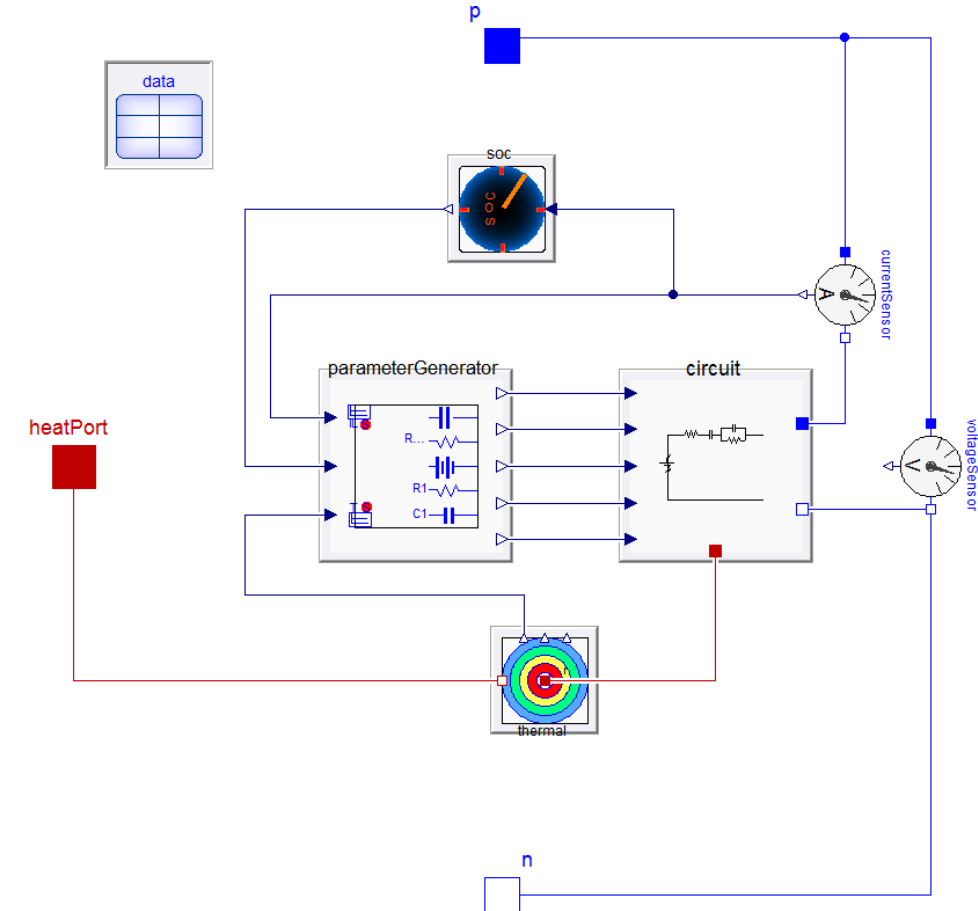 p
data
soc
SOC
currentSensor
A
parameterGenerator
circuit
R...
R1
C1
heatPort
voltageSensor
V
thermal
n